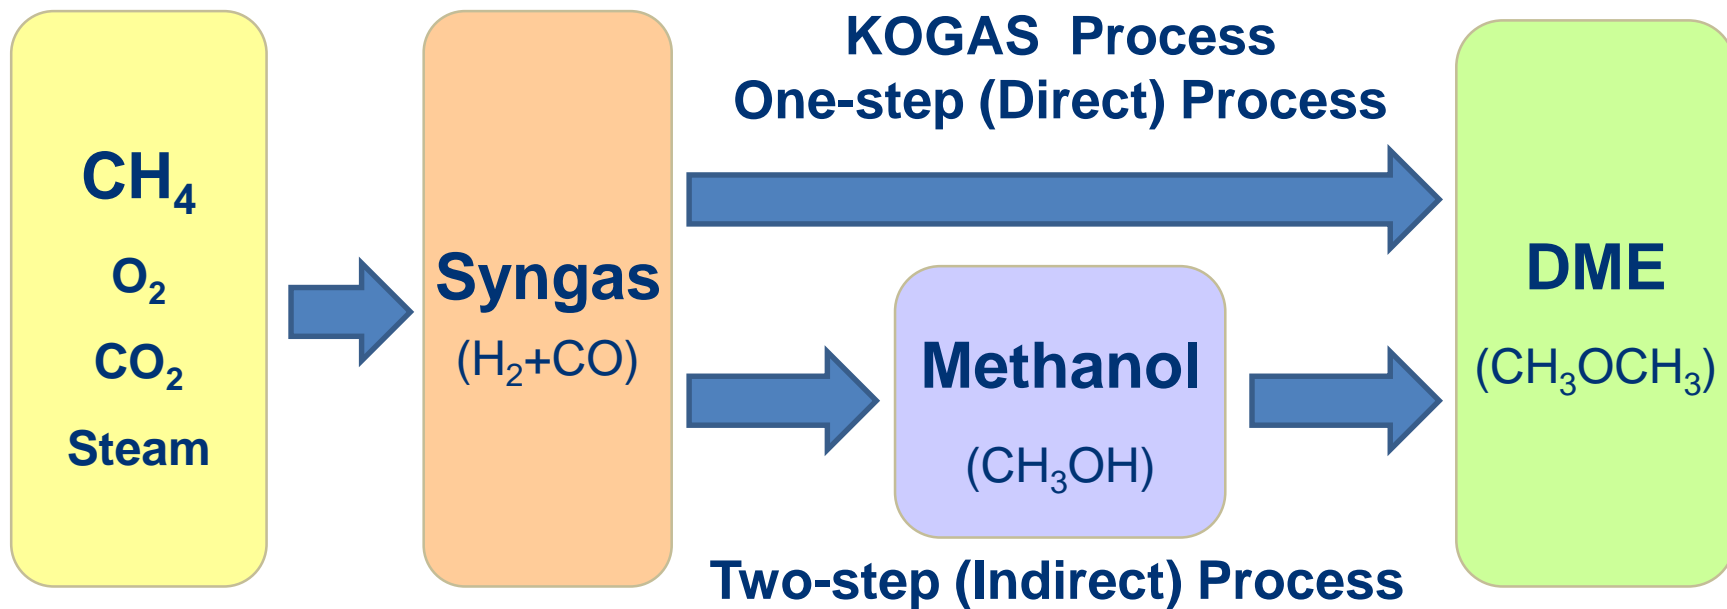 CH₄
O₂
CO₂
Steam
Syngas
(H₂+CO)
KOGAS  Process
One-step (Direct) Process
Methanol
(CH₃OH)
Two-step (Indirect) Process
DME
(CH₃OCH₃)